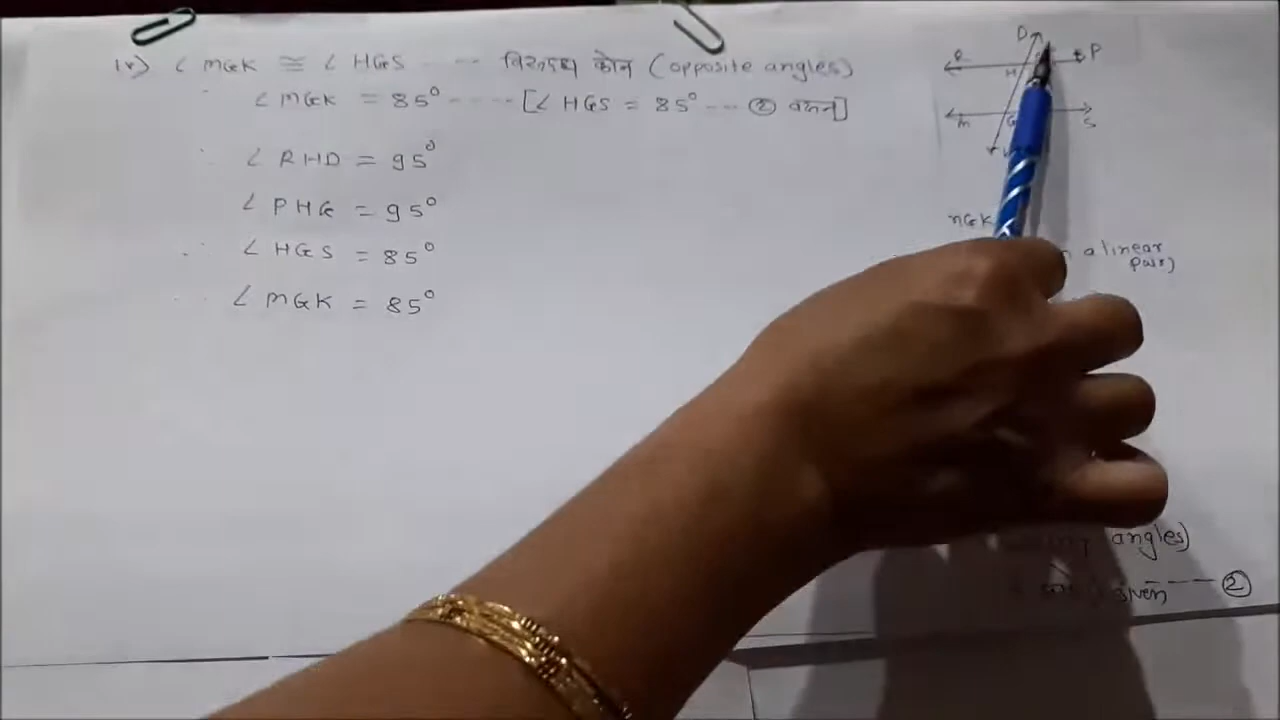 iv) ∠ MGK ≅ ∠ HGS ---- विरुद्ध कोन (opposite angles)
∠ MGK = 85° ---- [∠ HGS = 85° --- ② वरून]
∠ RHD = 95°
∠ PHG = 95°
∠ HGS = 85°
∠ MGK = 85°
D
R P
H
M G S
MGK
in a linear
pair)
angles)
given ---- ②